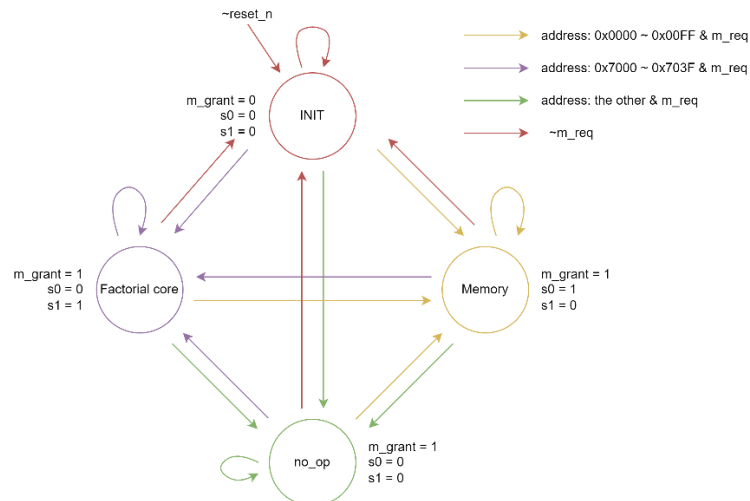 ~reset_n
address: 0x0000 ~ 0x00FF & m_req
address: 0x7000 ~ 0x703F & m_req
address: the other & m_req
~m_req
m_grant = 0
s0 = 0
s1 = 0
INIT
m_grant = 1
s0 = 0
s1 = 1
Factorial core
Memory
m_grant = 1
s0 = 1
s1 = 0
no_op
m_grant = 1
s0 = 0
s1 = 0